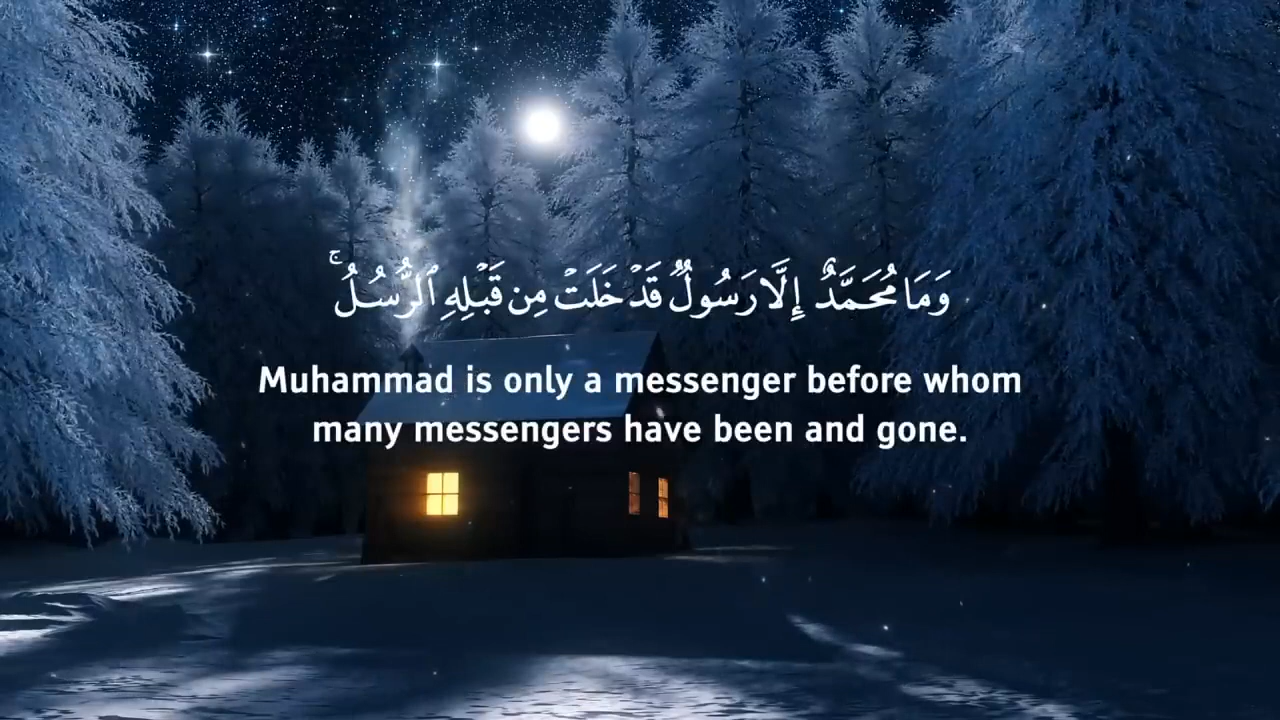 وَمَا مُحَمَّدٌ إِلَّا رَسُولٌ قَدْ خَلَتْ مِن قَبْلِهِ ٱلرُّسُلُ ۚ
Muhammad is only a messenger before whom
many messengers have been and gone.